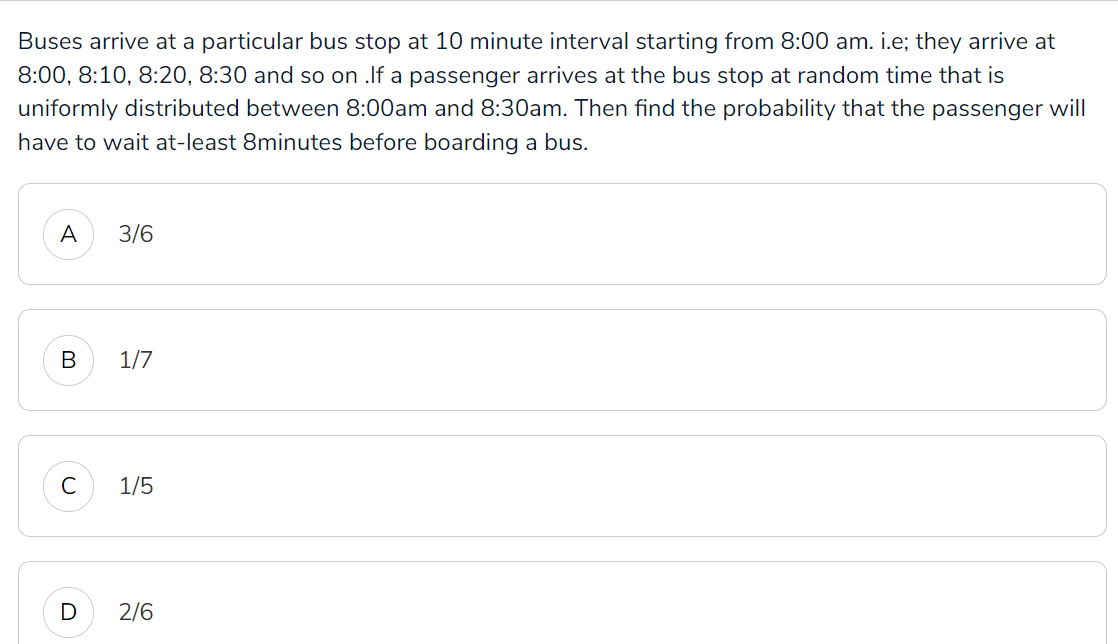 Buses arrive at a particular bus stop at 10 minute interval starting from 8:00 am. i.e; they arrive at
8:00, 8:10, 8:20, 8:30 and so on .If a passenger arrives at the bus stop at random time that is
uniformly distributed between 8:00am and 8:30am. Then find the probability that the passenger will
have to wait at-least 8minutes before boarding a bus.
A 3/6
B 1/7
C 1/5
D 2/6